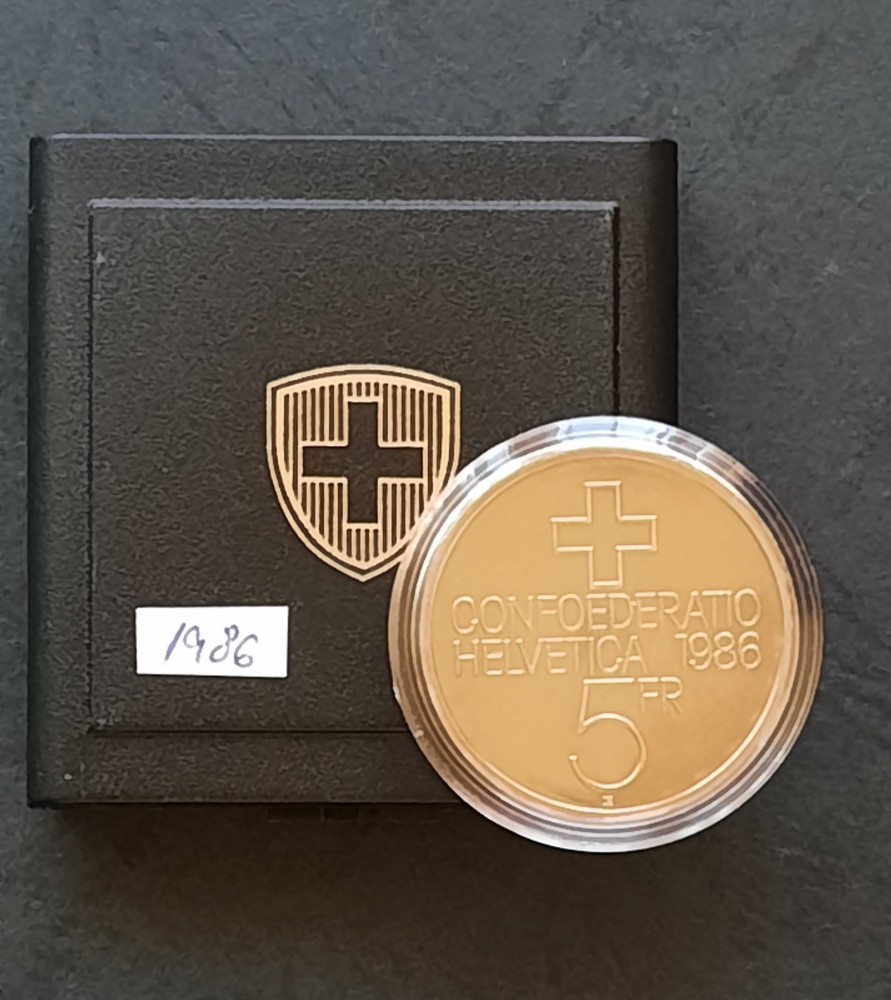 1986
CONFOEDERATIO
HELVETICA 1986
5 FR